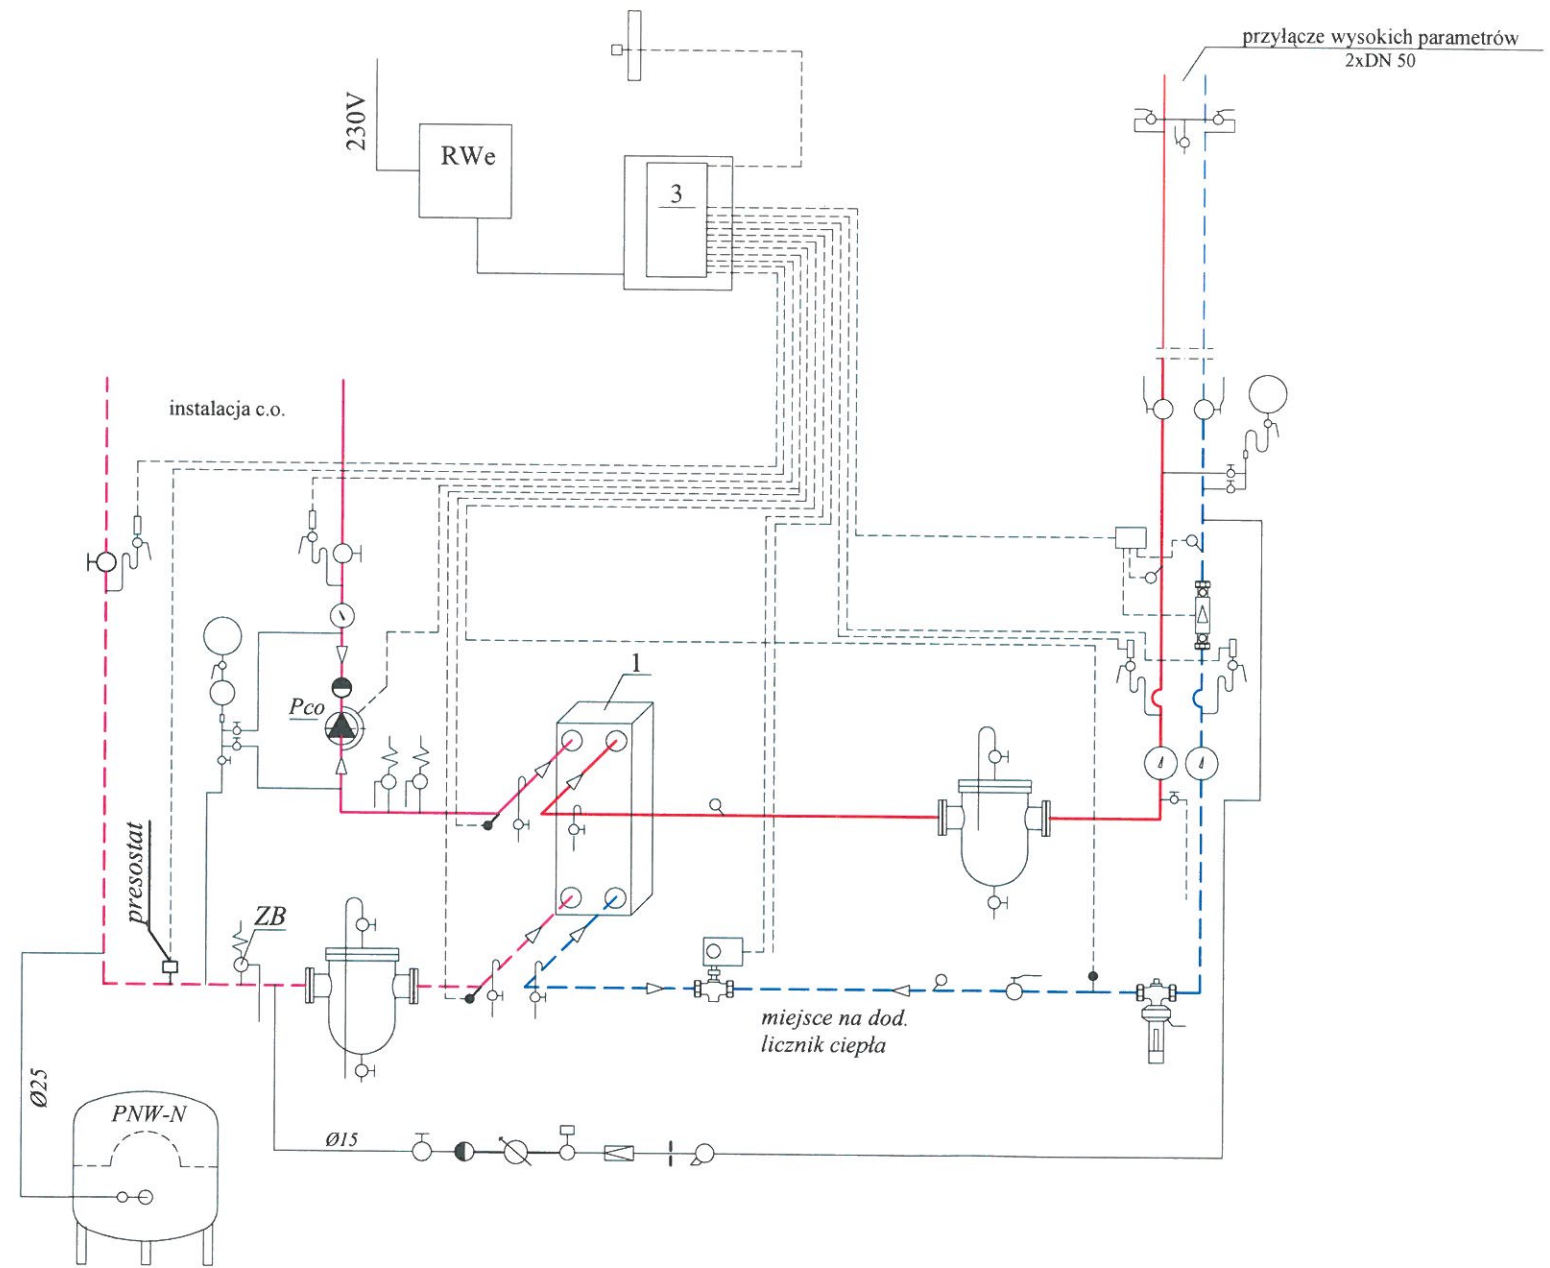 przyłącze wysokich parametrów
2xDN 50
230V
RWe
3
instalacja c.o.
1
Pco
presostat
ZB
miejsce na dod.
licznik ciepła
Ø25
PNW-N
Ø15